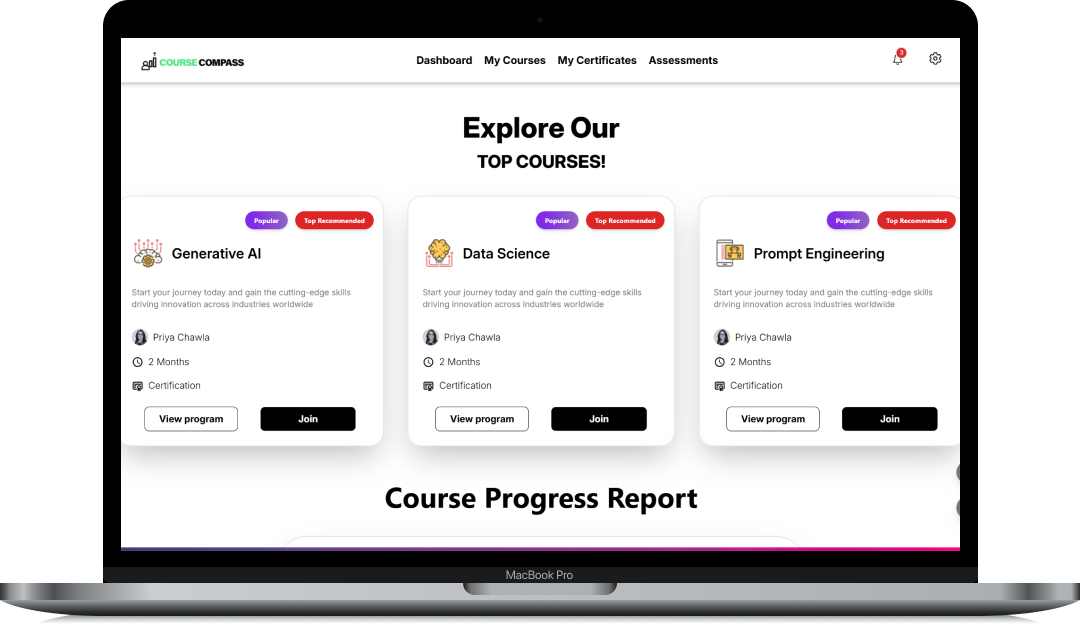 COURSECOMPASS
Dashboard My Courses My Certificates Assessments
3
Explore Our
TOP COURSES!
Popular Top Recommended
Generative AI
Start your journey today and gain the cutting-edge skills
driving innovation across industries worldwide
Priya Chawla
2 Months
Certification
View program Join
Popular Top Recommended
Data Science
Start your journey today and gain the cutting-edge skills
driving innovation across industries worldwide
Priya Chawla
2 Months
Certification
View program Join
Popular Top Recommended
Prompt Engineering
Start your journey today and gain the cutting-edge skills
driving innovation across industries worldwide
Priya Chawla
2 Months
Certification
View program Join
Course Progress Report
MacBook Pro